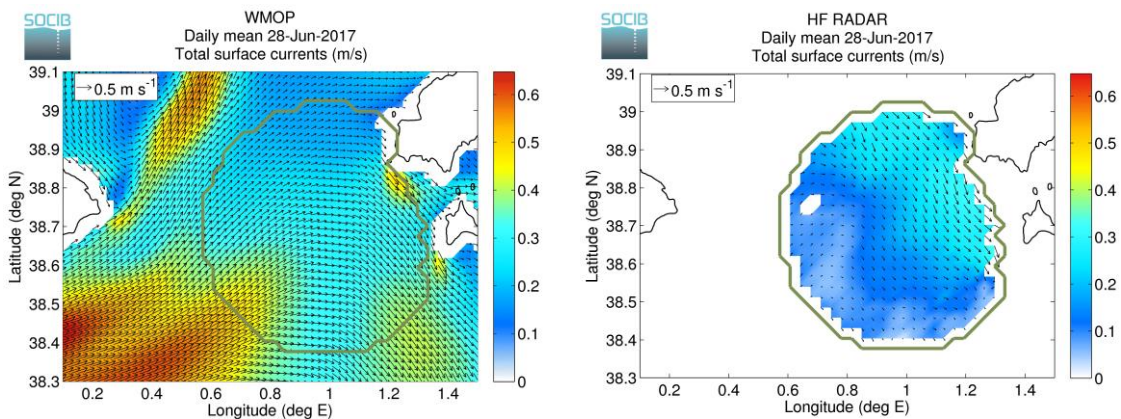 SOCIB
WMOP
Daily mean 28-Jun-2017
Total surface currents (m/s)
0.5 m s-1
39.1
39
38.9
38.8
38.7
38.6
38.5
38.4
38.3
Latitude (deg N)
0.2 0.4 0.6 0.8 1 1.2 1.4
Longitude (deg E)
0.6
0.5
0.4
0.3
0.2
0.1
0
SOCIB
HF RADAR
Daily mean 28-Jun-2017
Total surface currents (m/s)
0.5 m s-1
39.1
39
38.9
38.8
38.7
38.6
38.5
38.4
38.3
Latitude (deg N)
0.2 0.4 0.6 0.8 1 1.2 1.4
Longitude (deg E)
0.6
0.5
0.4
0.3
0.2
0.1
0